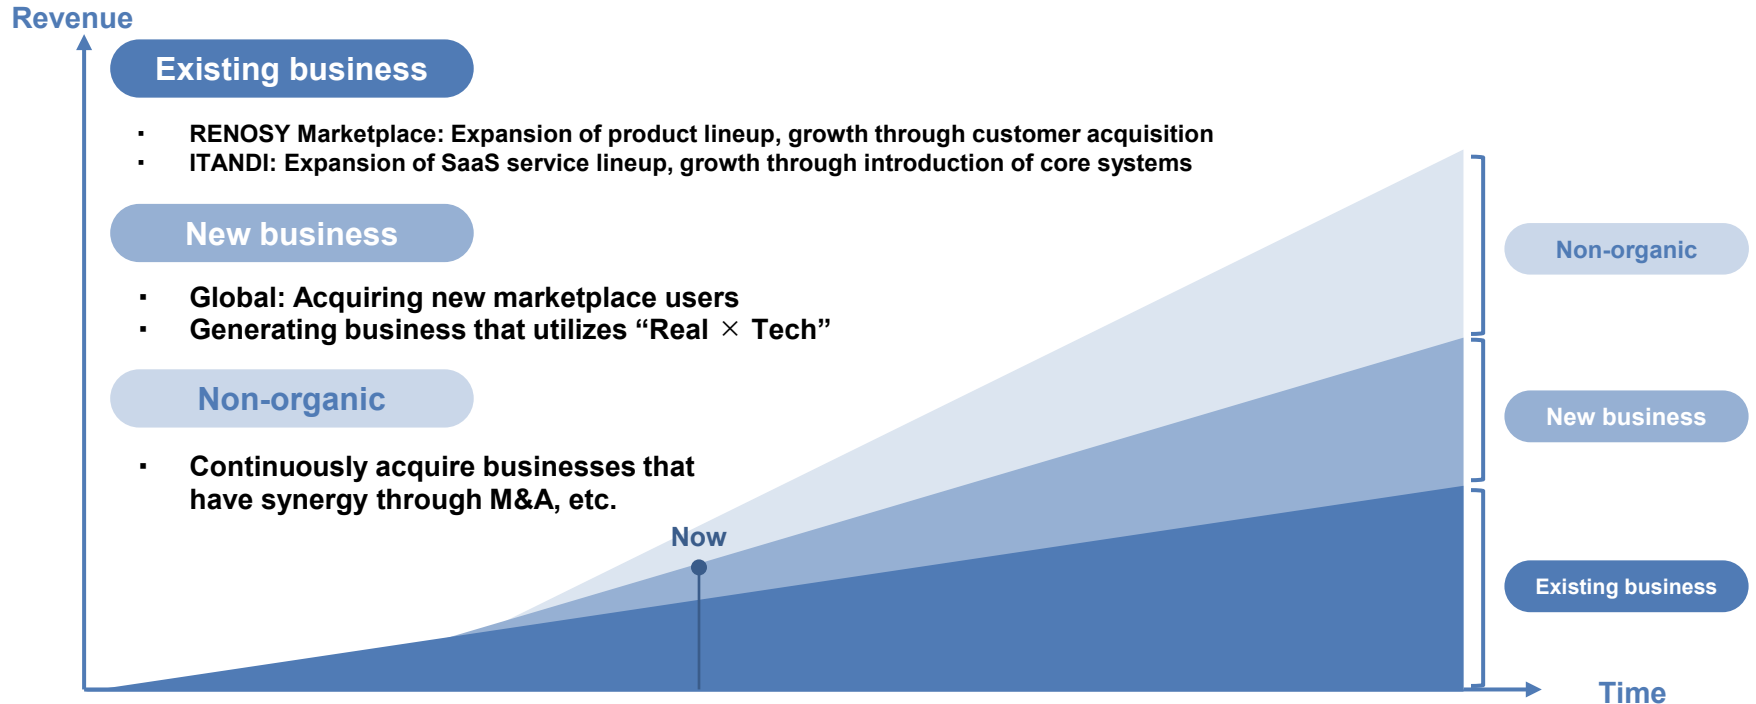 Revenue
Existing business
▪ RENOSY Marketplace: Expansion of product lineup, growth through customer acquisition
▪ ITANDI: Expansion of SaaS service lineup, growth through introduction of core systems
New business
▪ Global: Acquiring new marketplace users
▪ Generating business that utilizes “Real × Tech”
Non-organic
▪ Continuously acquire businesses that
have synergy through M&A, etc.
Now
Non-organic
New business
Existing business
Time